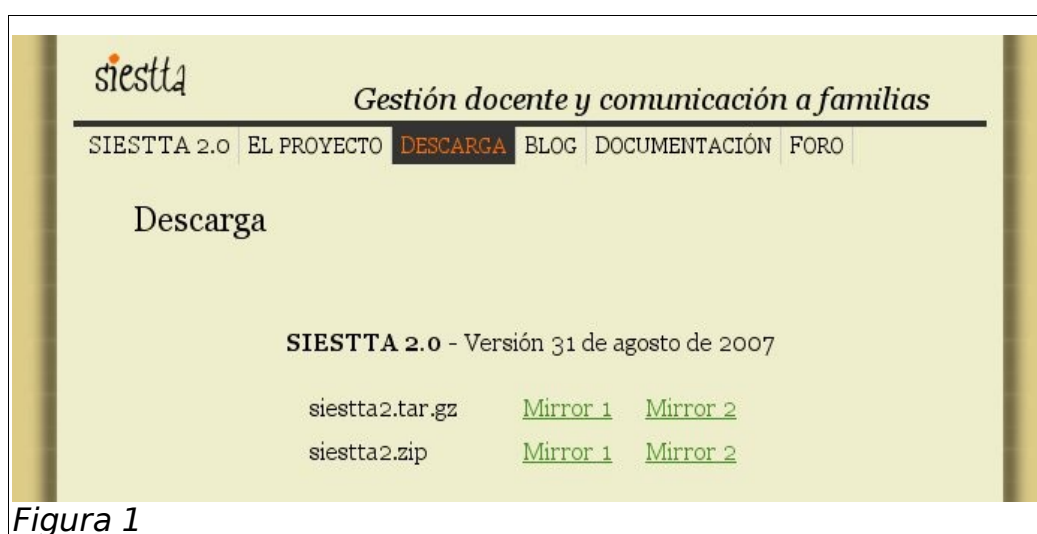 siestta
Gestión docente y comunicación a familias
SIESTTA 2.0 EL PROYECTO DESCARGA BLOG DOCUMENTACIÓN FORO
Descarga
SIESTTA 2.0 - Versión 31 de agosto de 2007
siestta2.tar.gz Mirror 1 Mirror 2
siestta2.zip Mirror 1 Mirror 2
Figura 1